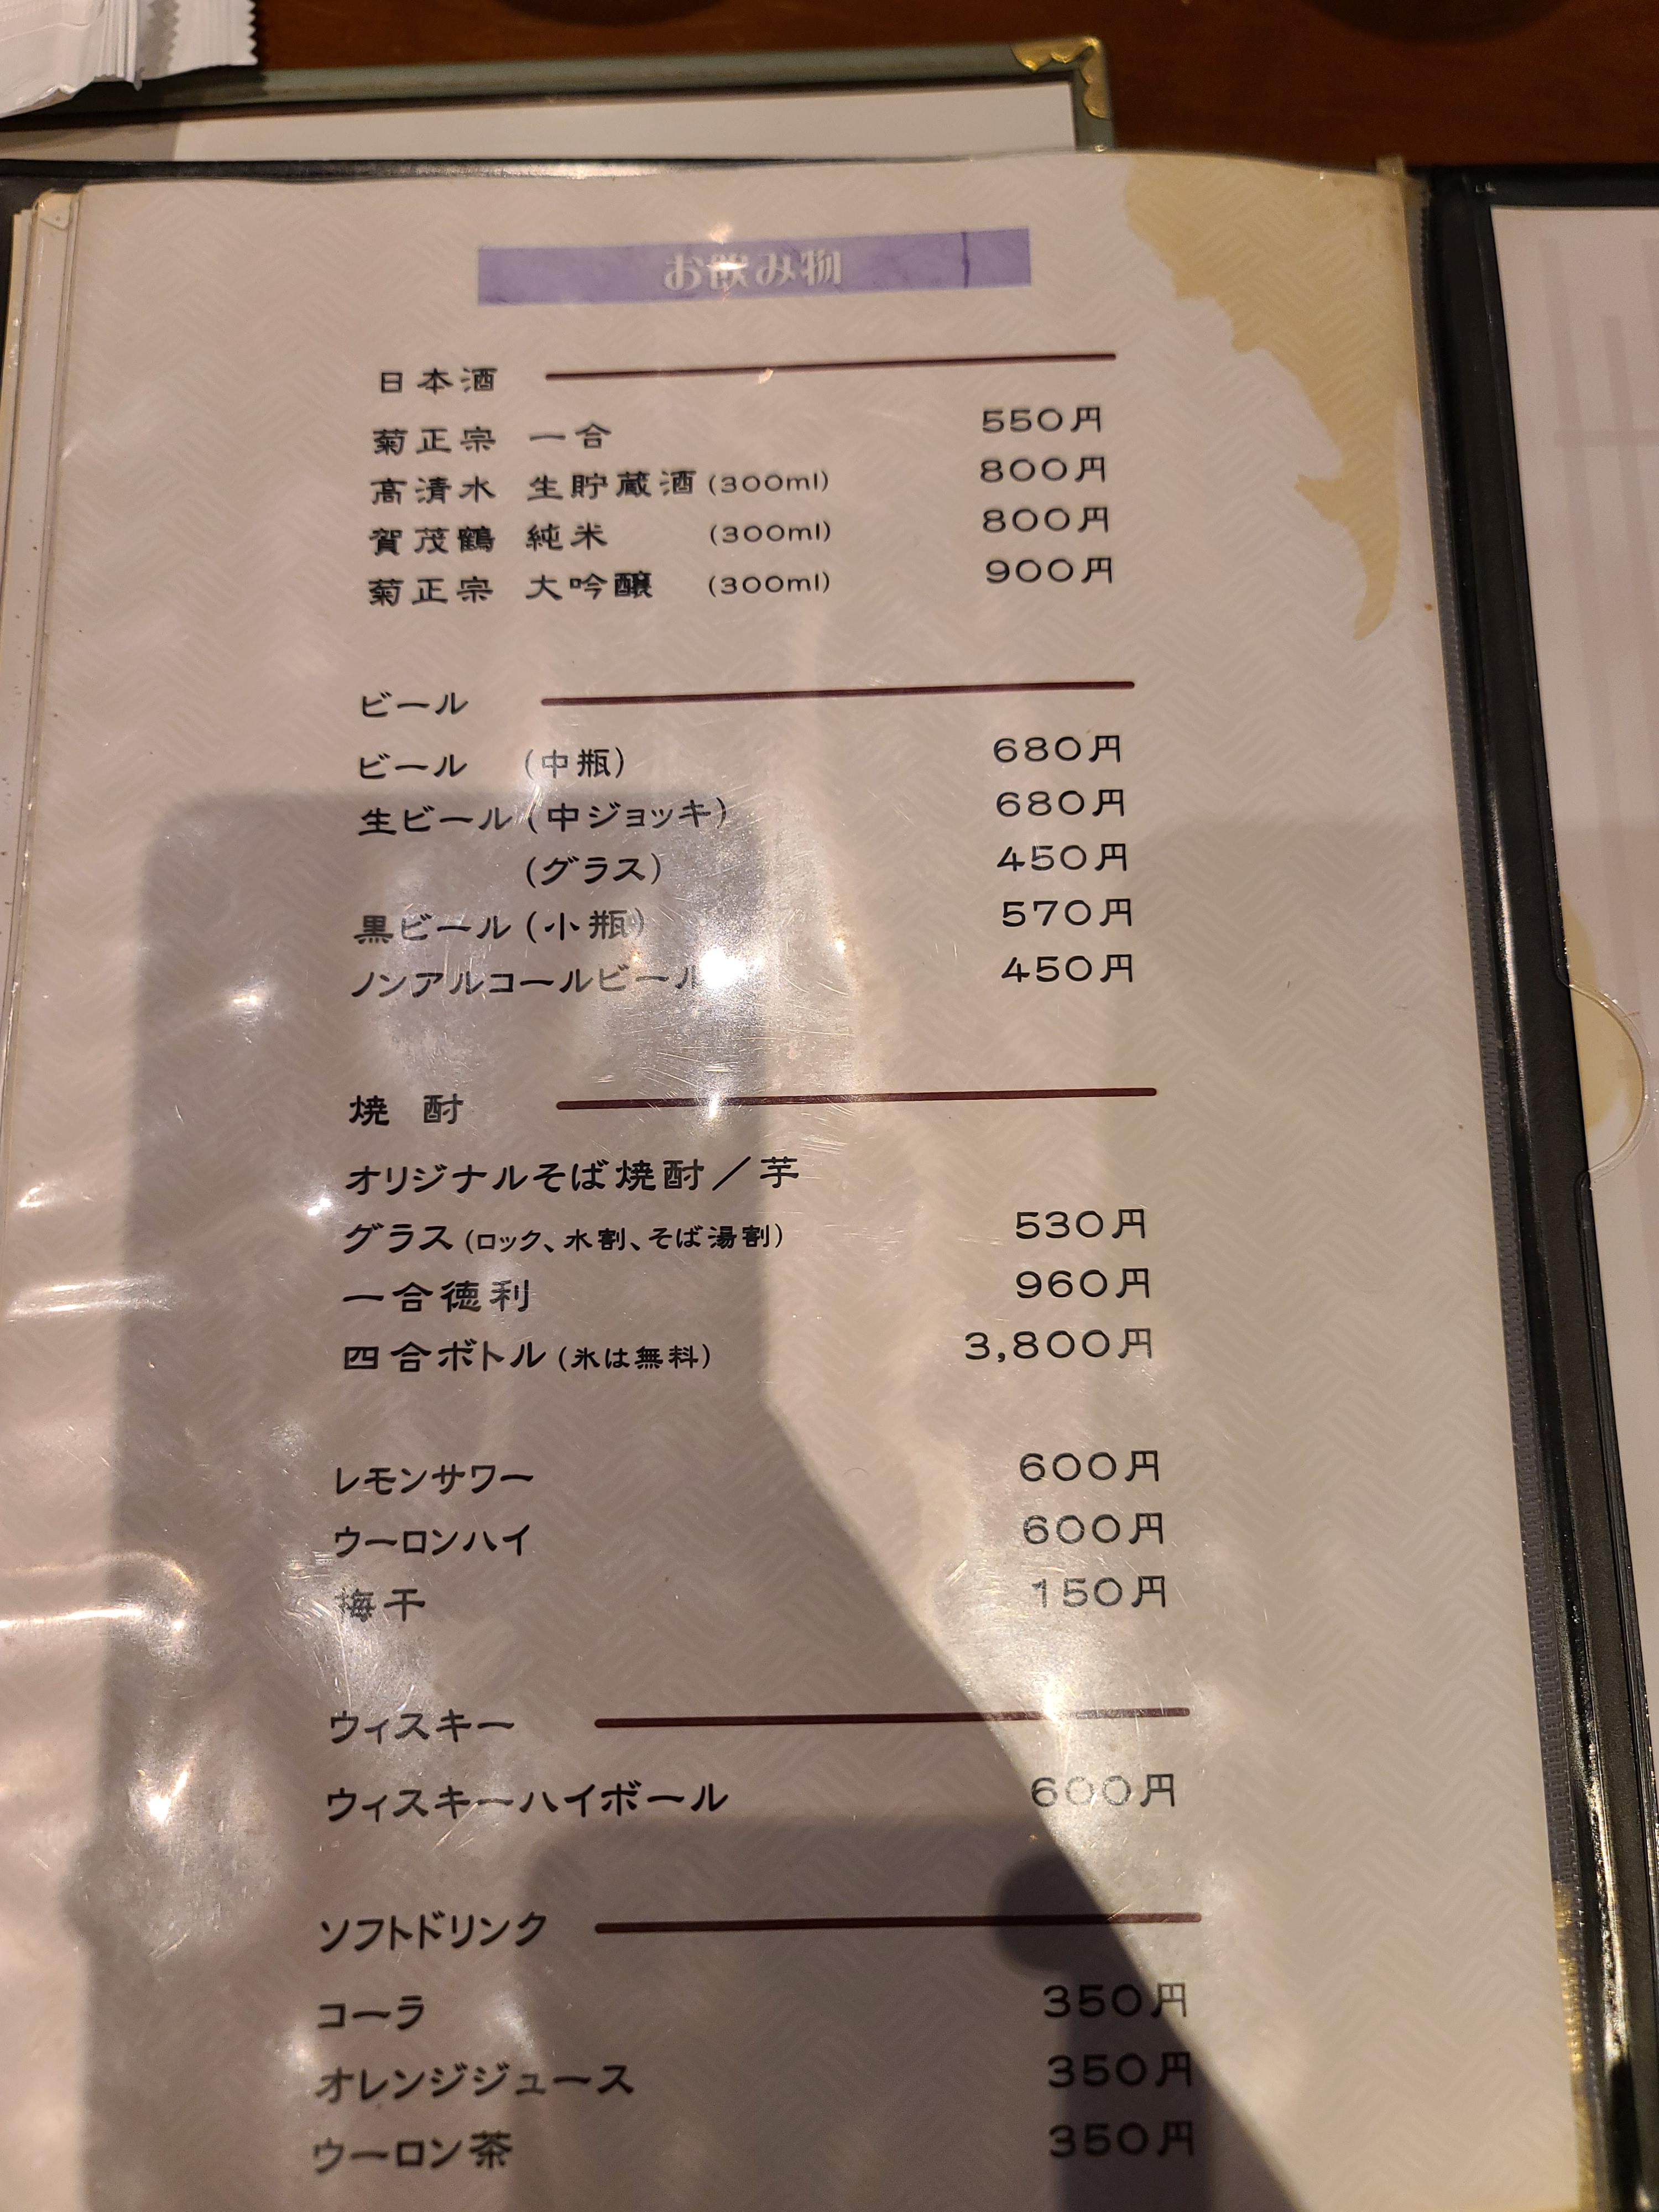 お飲み物
日本酒
菊正宗 一合 550円
高清水 生貯蔵酒(300ml) 800円
賀茂鶴 純米 (300ml) 800円
菊正宗 大吟醸 (300ml) 900円
ビール
ビール (中瓶) 680円
生ビール(中ジョッキ) 680円
(グラス) 450円
黒ビール(小瓶) 570円
ノンアルコールビール 450円
焼酎
オリジナルそば焼酎/芋
グラス(ロック、水割、そば湯割) 530円
一合徳利 960円
四合ボトル(氷は無料) 3,800円
レモンサワー 600円
ウーロンハイ 600円
梅干 150円
ウィスキー
ウィスキーハイボール 600円
ソフトドリンク
コーラ 350円
オレンジジュース 350円
ウーロン茶 350円